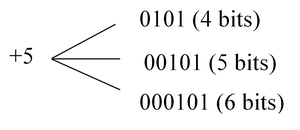 0101 (4 bits)
+5
00101 (5 bits)
000101 (6 bits)